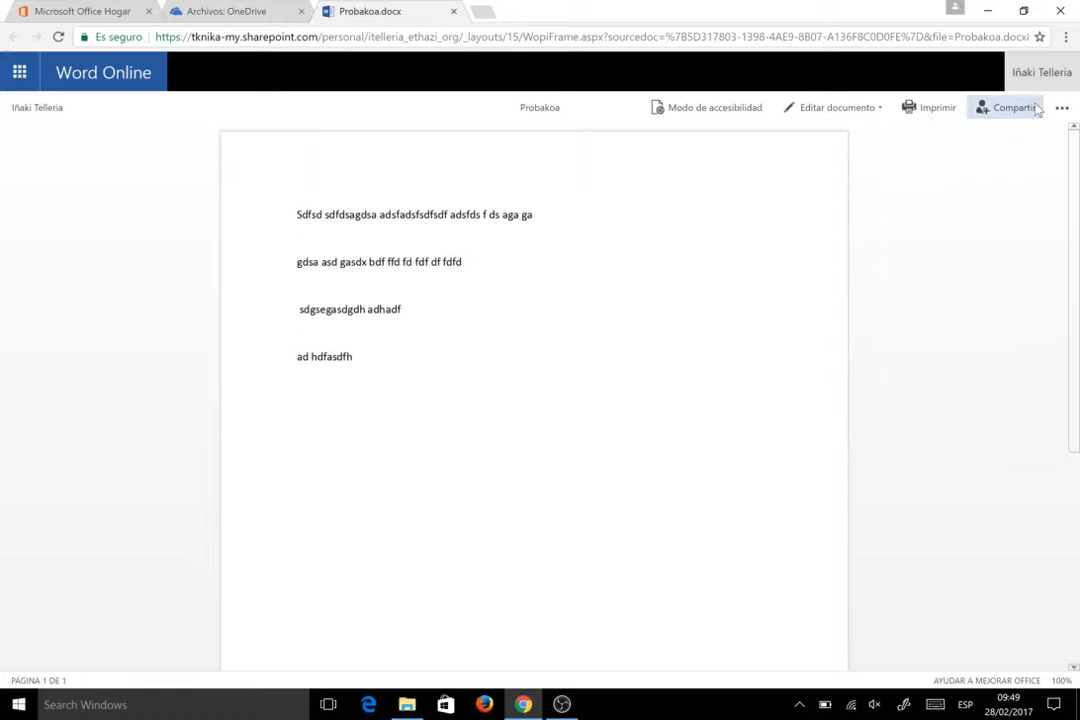 Microsoft Office Hogar
Archivos: OneDrive
Probakoa.docx
Es seguro
https://tknika-my.sharepoint.com/personal/itelleria_ethazi_org/_layouts/15/WopiFrame.aspx?sourcedoc=%7B5D317803-1398-4AE9-8B07-A136F8C0D0FE%7D&file=Probakoa.docx
Word Online
Iñaki Telleria
Iñaki Telleria
Probakoa
Modo de accesibilidad
Editar documento
Imprimir
Compartir
Sdfsd sdfdsagdsa adsfadsfsdfsdf adsfds f ds aga ga
gdsa asd gasdx bdf ffd fd fdf df fdfd
sdgsegasdgdh adhadf
ad hdfasdfh
PÁGINA 1 DE 1
AYUDAR A MEJORAR OFFICE
100%
Search Windows
ESP
09:49
28/02/2017